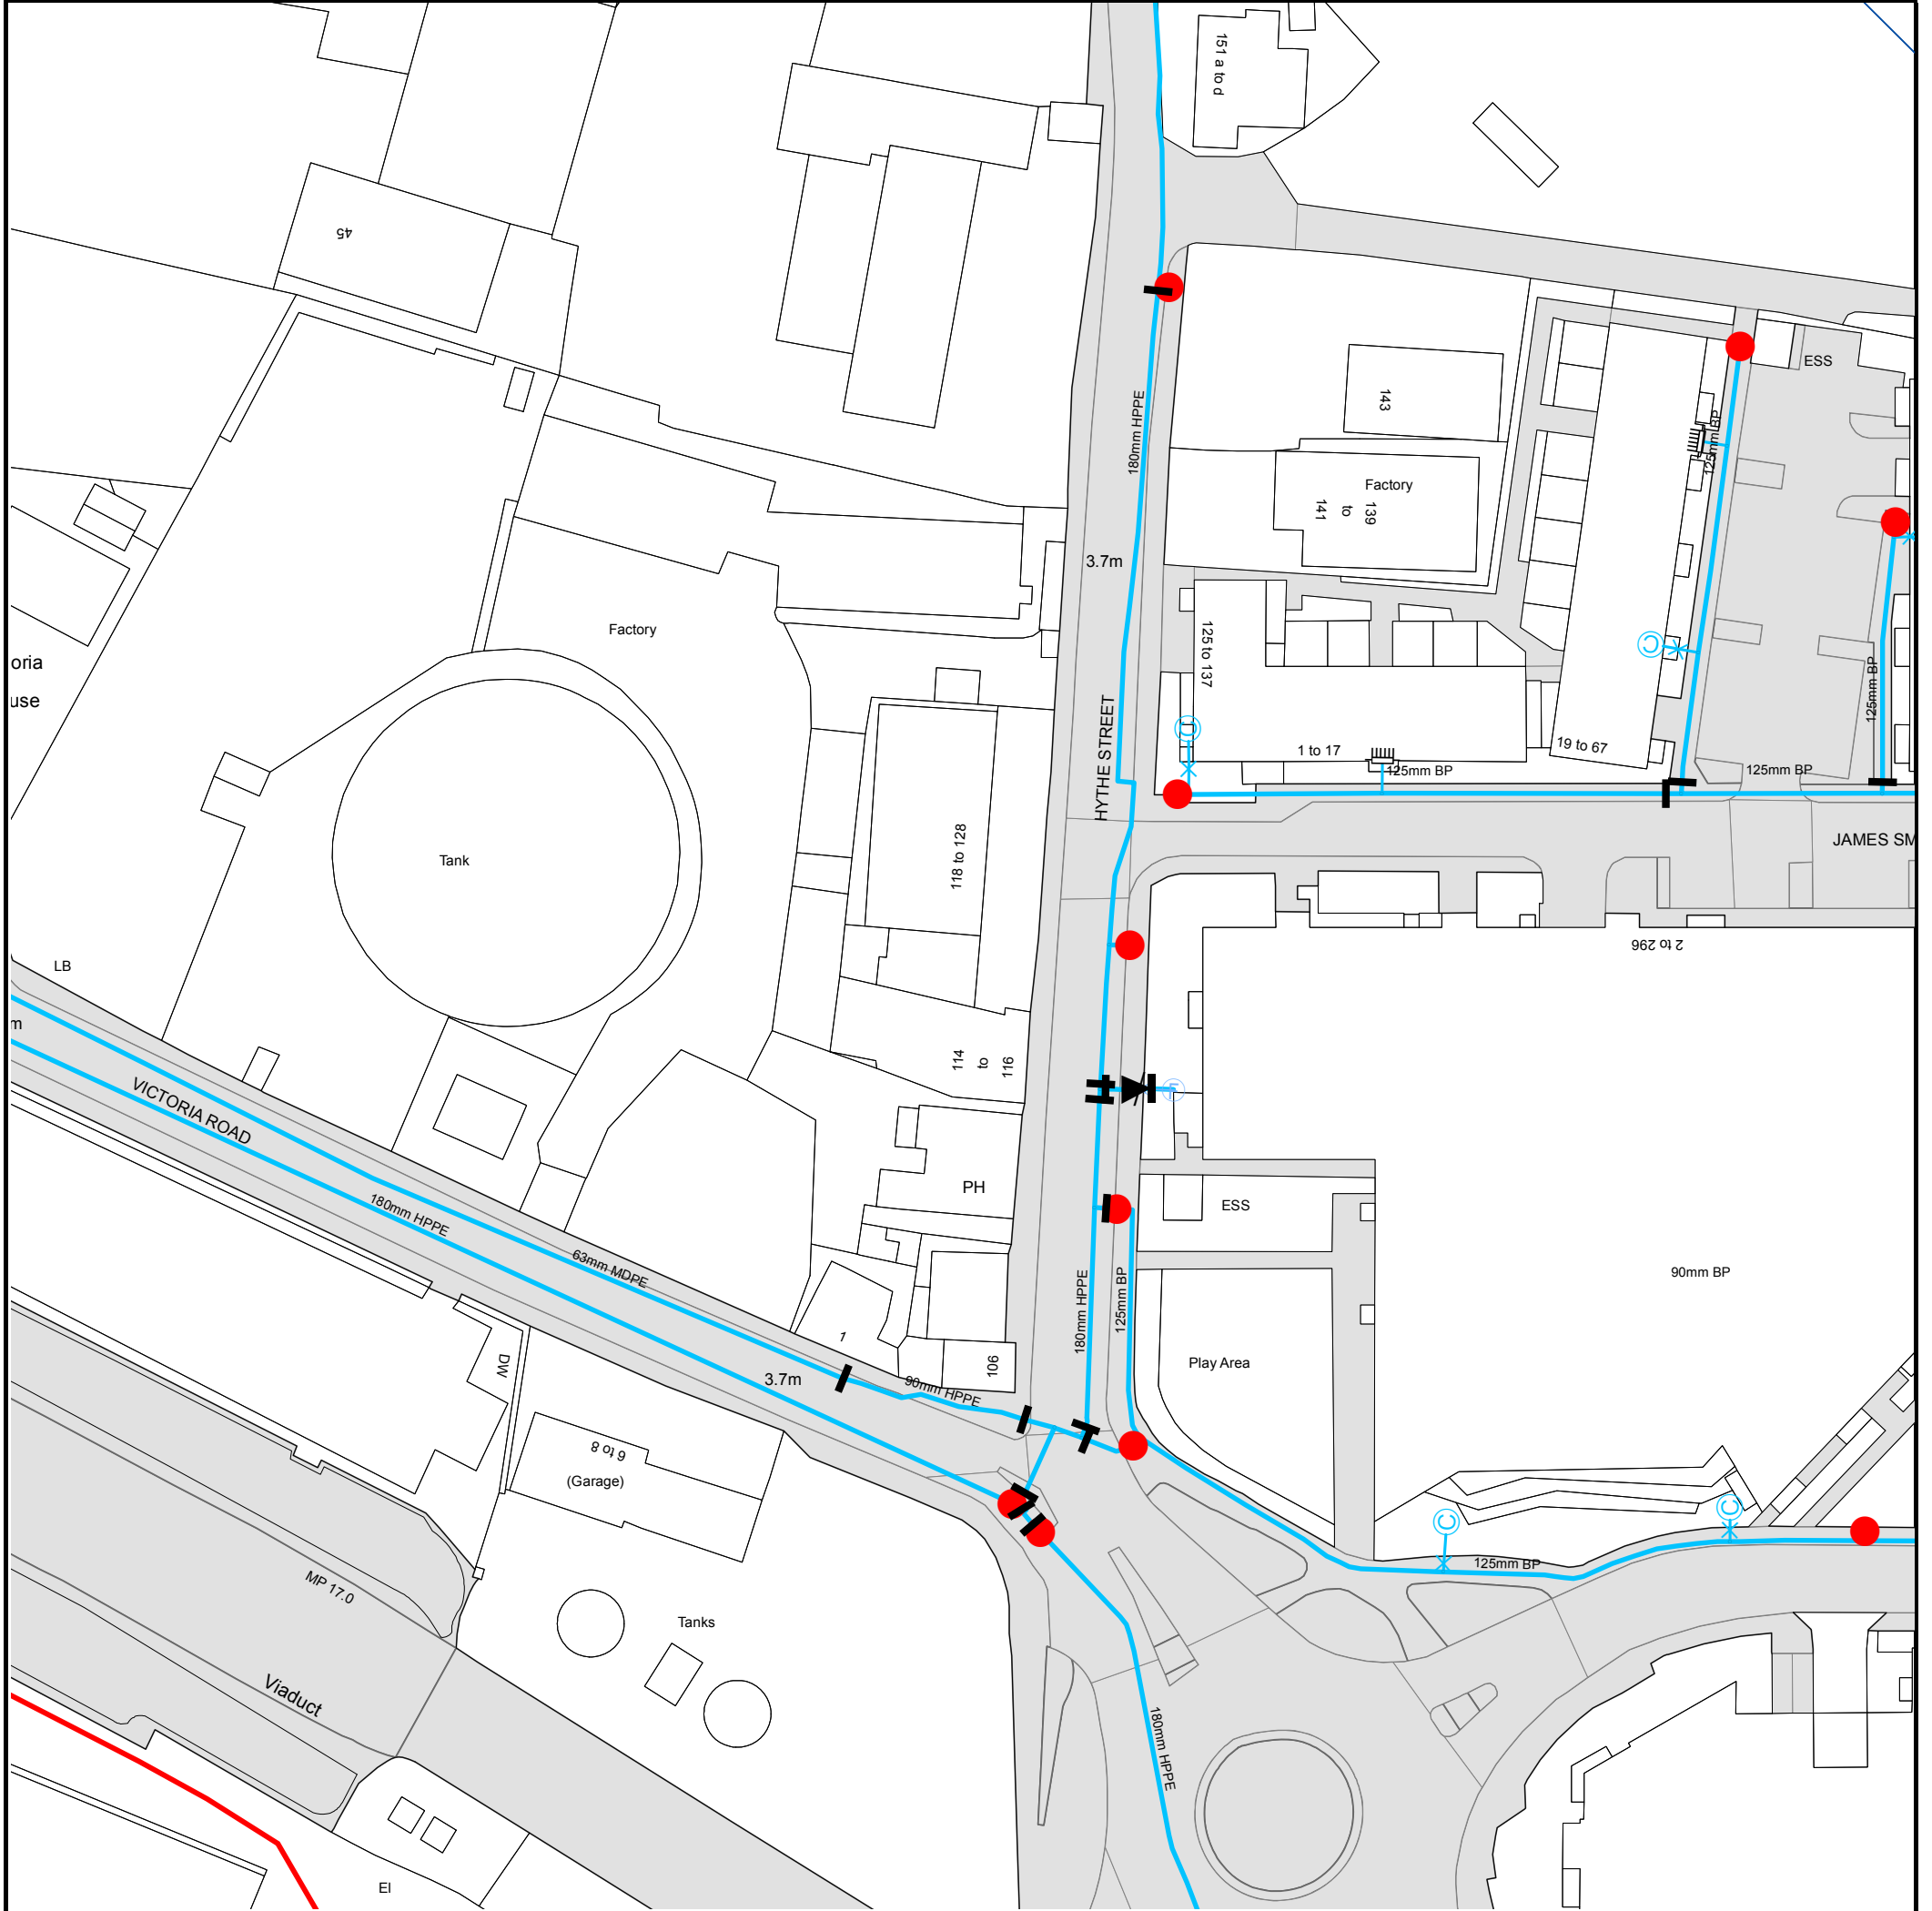 151 a to d
45
ESS
143
180mm HPPE
125mm BP
Factory
141
to
139
3.7m
Factory
125 to 137
oria
use
125mm BP
HYTHE STREET
1 to 17
19 to 67
125mm BP
125mm BP
JAMES SM
118 to 128
Tank
2 to 296
LB
m
114
to
116
VICTORIA ROAD
PH
ESS
180mm HPPE
63mm MDPE
90mm BP
180mm HPPE
125mm BP
1
106
Play Area
DW
3.7m
90mm HPPE
6 to 8
(Garage)
C
C
125mm BP
C
C
MP 17.0
Tanks
Viaduct
180mm HPPE
El